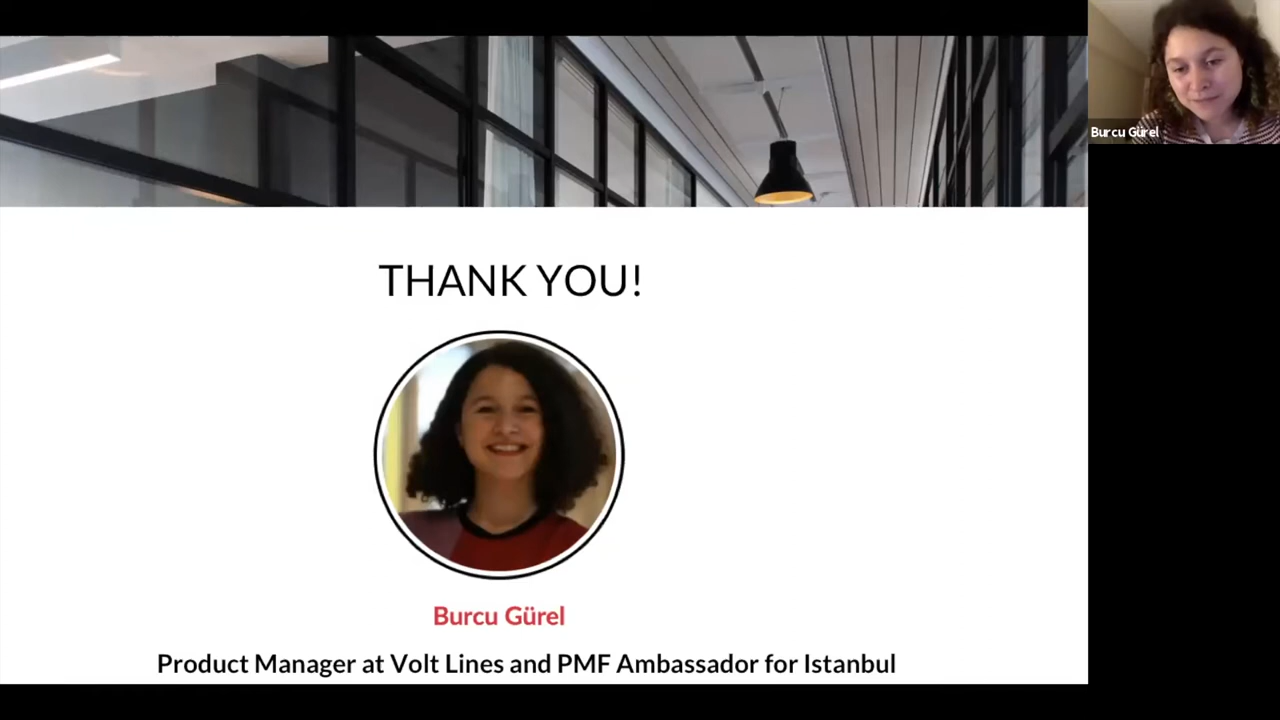 THANK YOU!
Burcu Gürel
Product Manager at Volt Lines and PMF Ambassador for Istanbul
Burcu Gürel